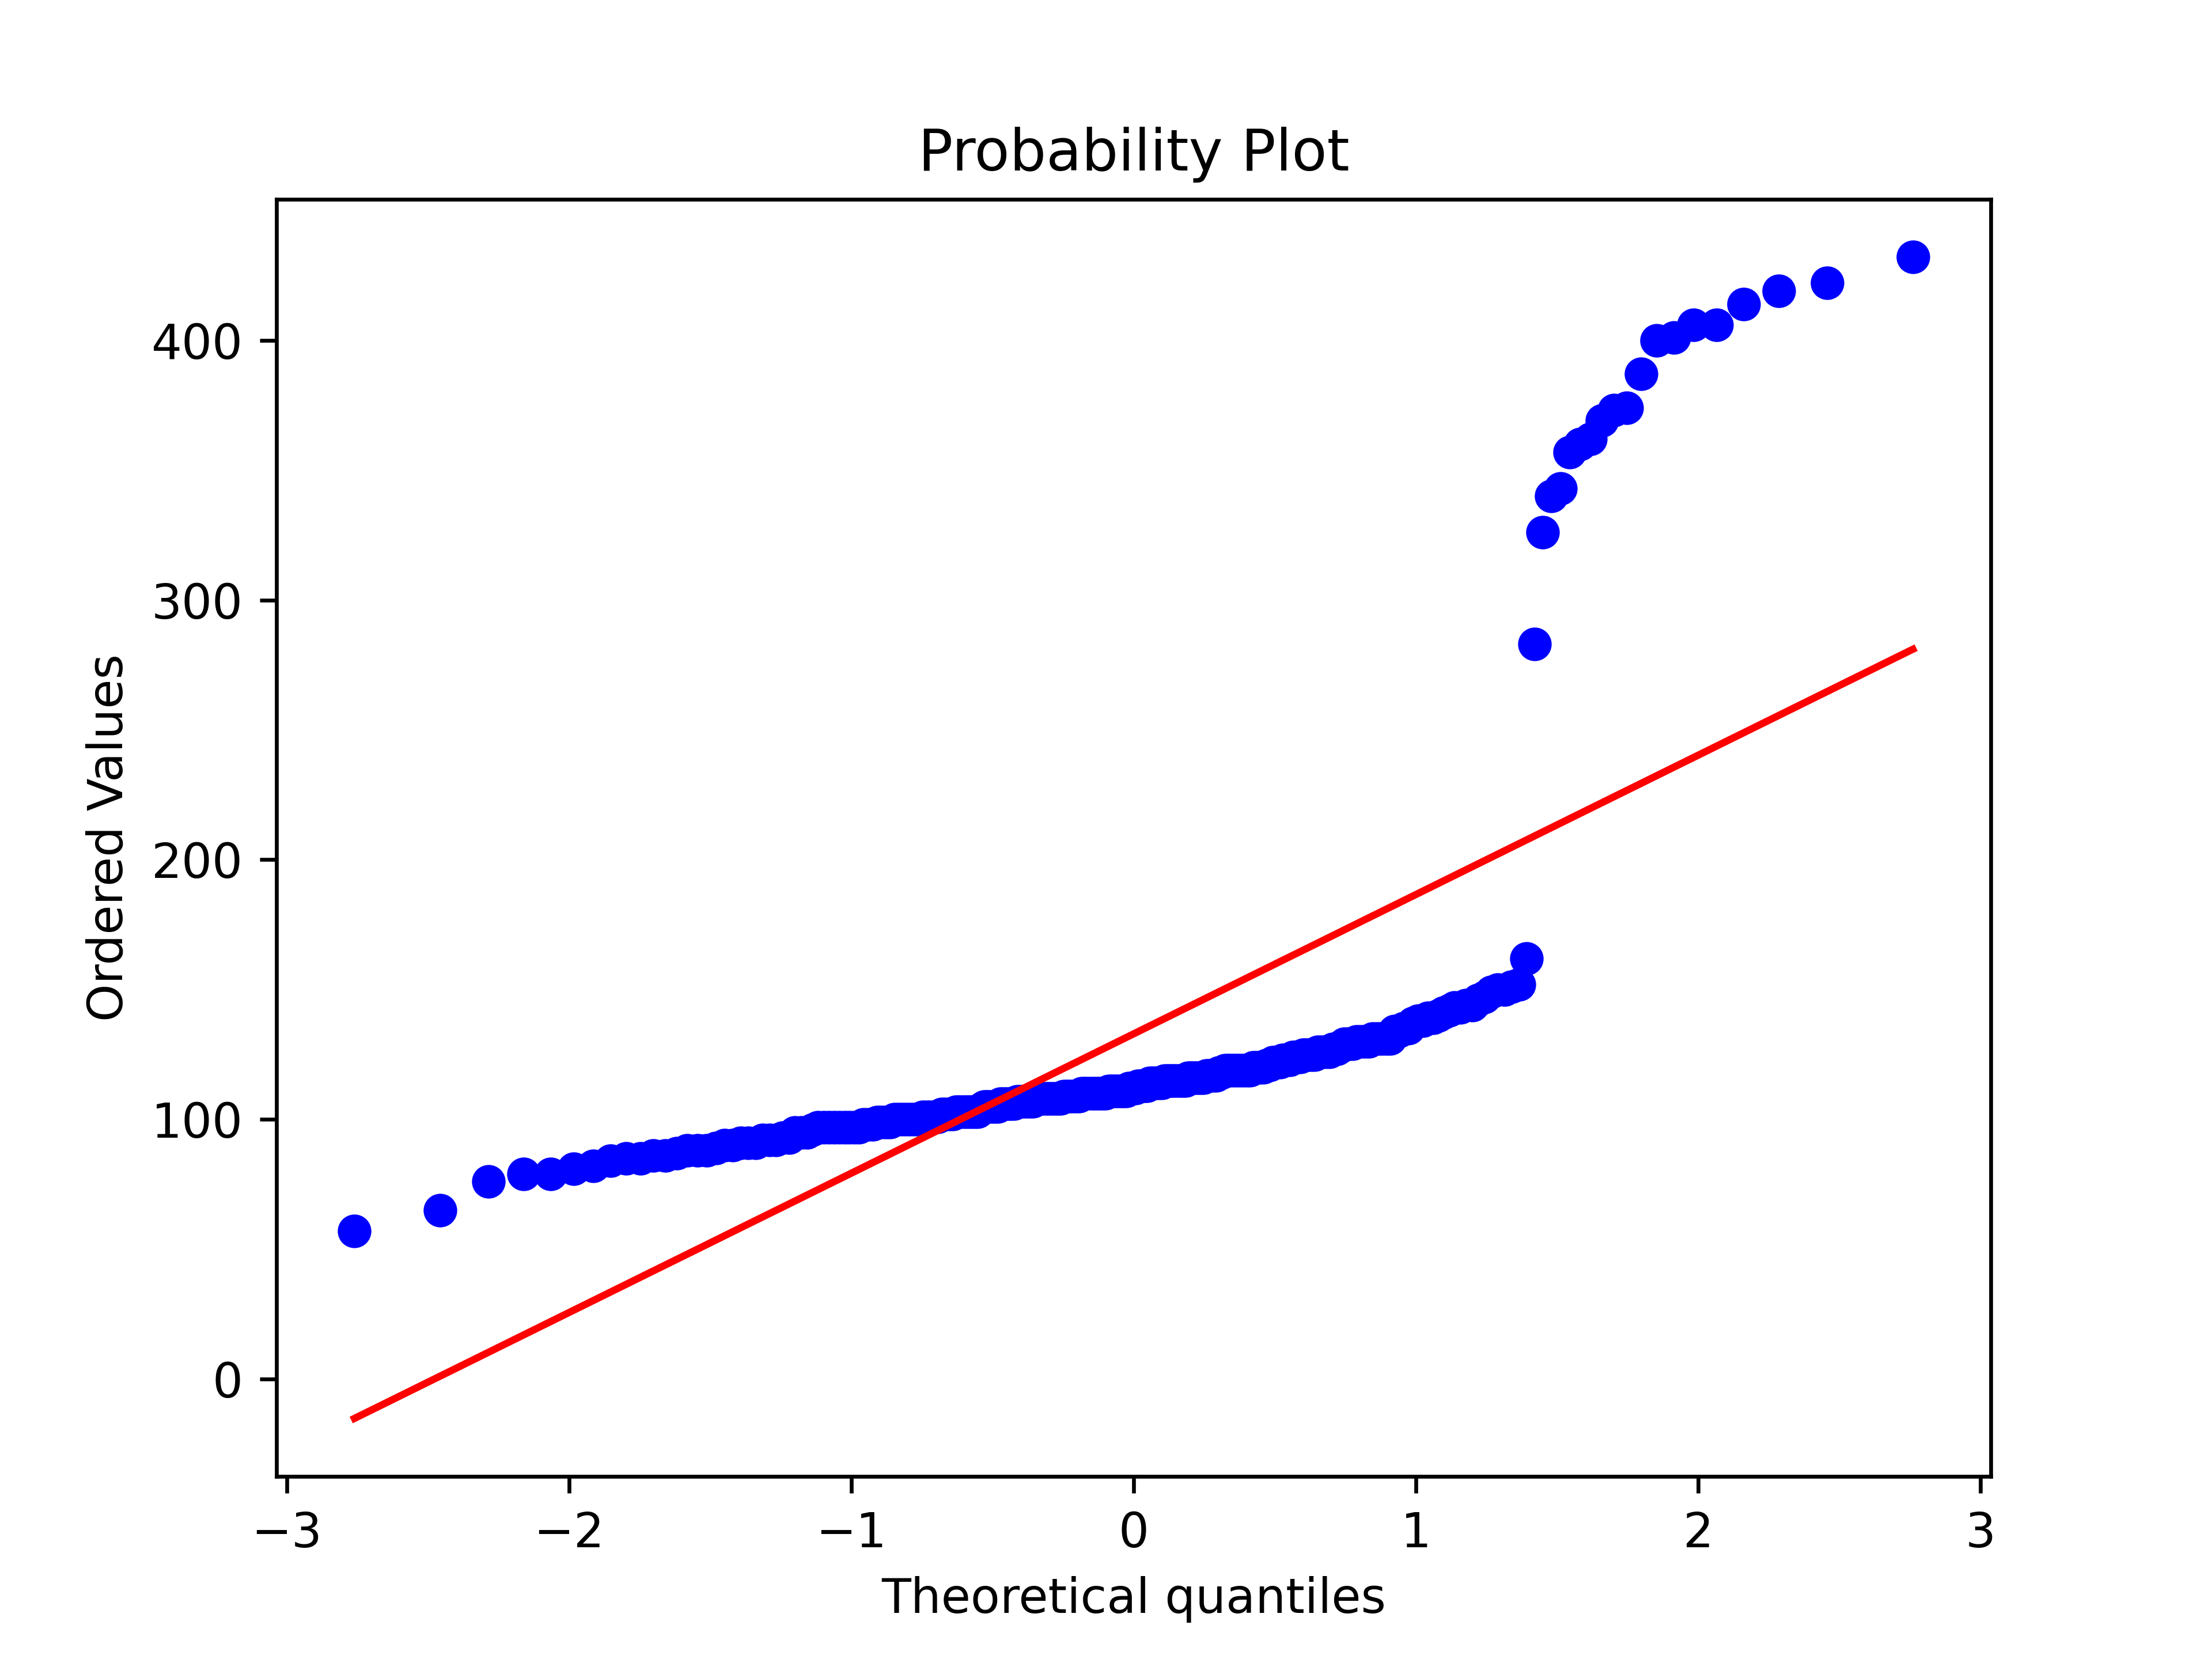 Probability Plot
Ordered Values
400
300
200
100
0
−3 −2 −1 0 1 2 3
Theoretical quantiles